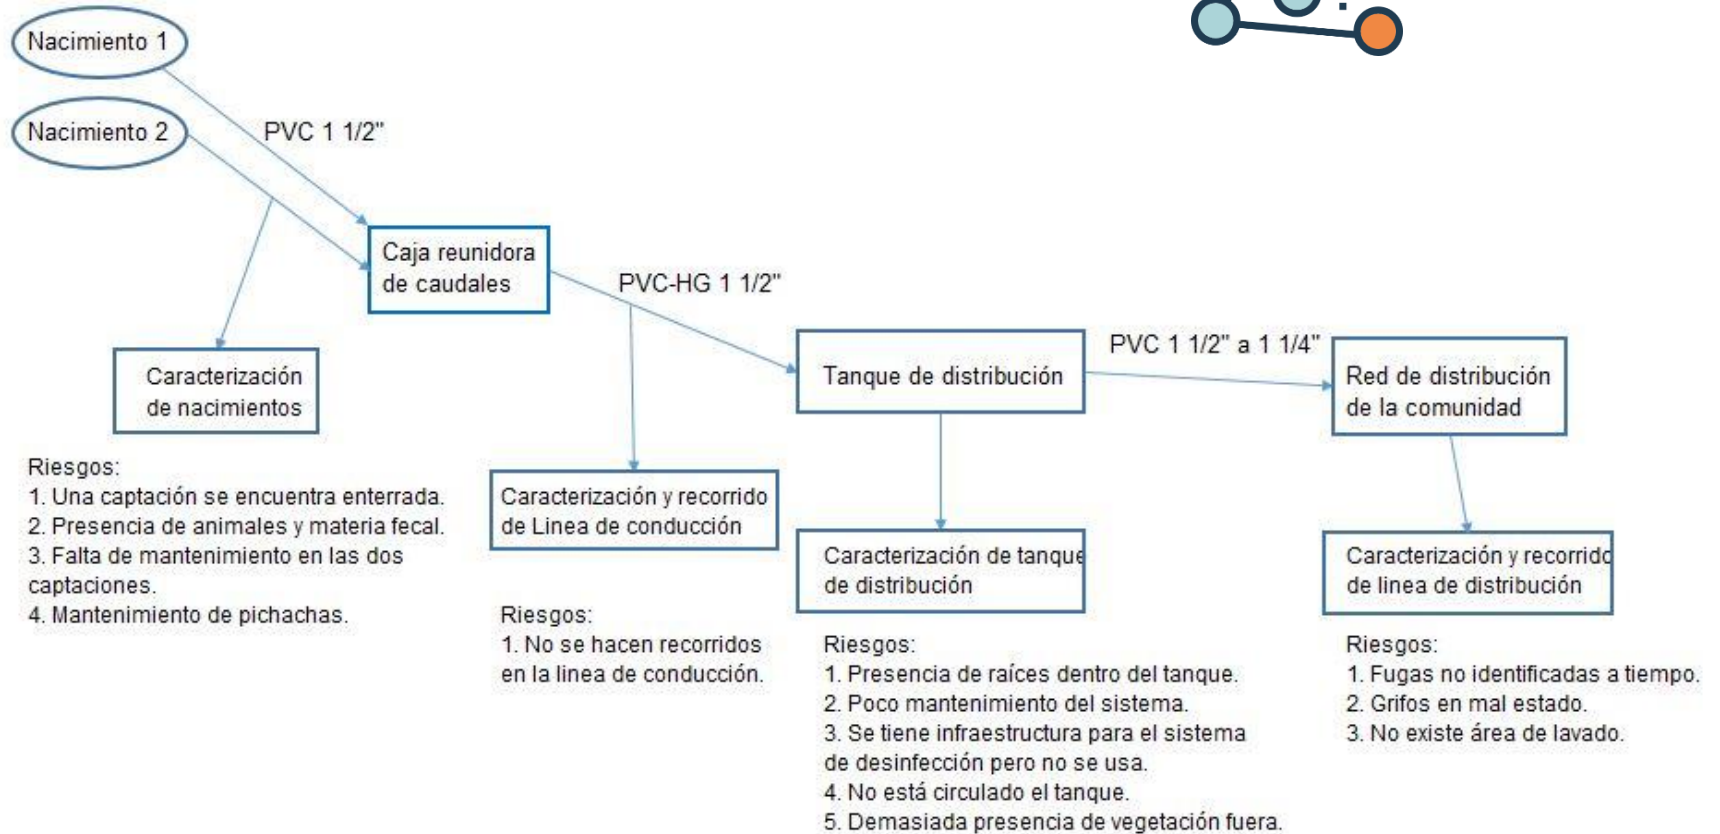 Nacimiento 1
Nacimiento 2
PVC 1 1/2"
Caja reunidora
de caudales
PVC-HG 1 1/2"
Tanque de distribución
PVC 1 1/2" a 1 1/4"
Red de distribución
de la comunidad
Caracterización
de nacimientos
Riesgos:
1. Una captación se encuentra enterrada.
2. Presencia de animales y materia fecal.
3. Falta de mantenimiento en las dos
captaciones.
4. Mantenimiento de pichachas.
Caracterización y recorrido
de Linea de conducción
Riesgos:
1. No se hacen recorridos
en la linea de conducción.
Caracterización de tanque
de distribución
Riesgos:
1. Presencia de raíces dentro del tanque.
2. Poco mantenimiento del sistema.
3. Se tiene infraestructura para el sistema
de desinfección pero no se usa.
4. No está circulado el tanque.
5. Demasiada presencia de vegetación fuera.
Caracterización y recorrido
de linea de distribución
Riesgos:
1. Fugas no identificadas a tiempo.
2. Grifos en mal estado.
3. No existe área de lavado.